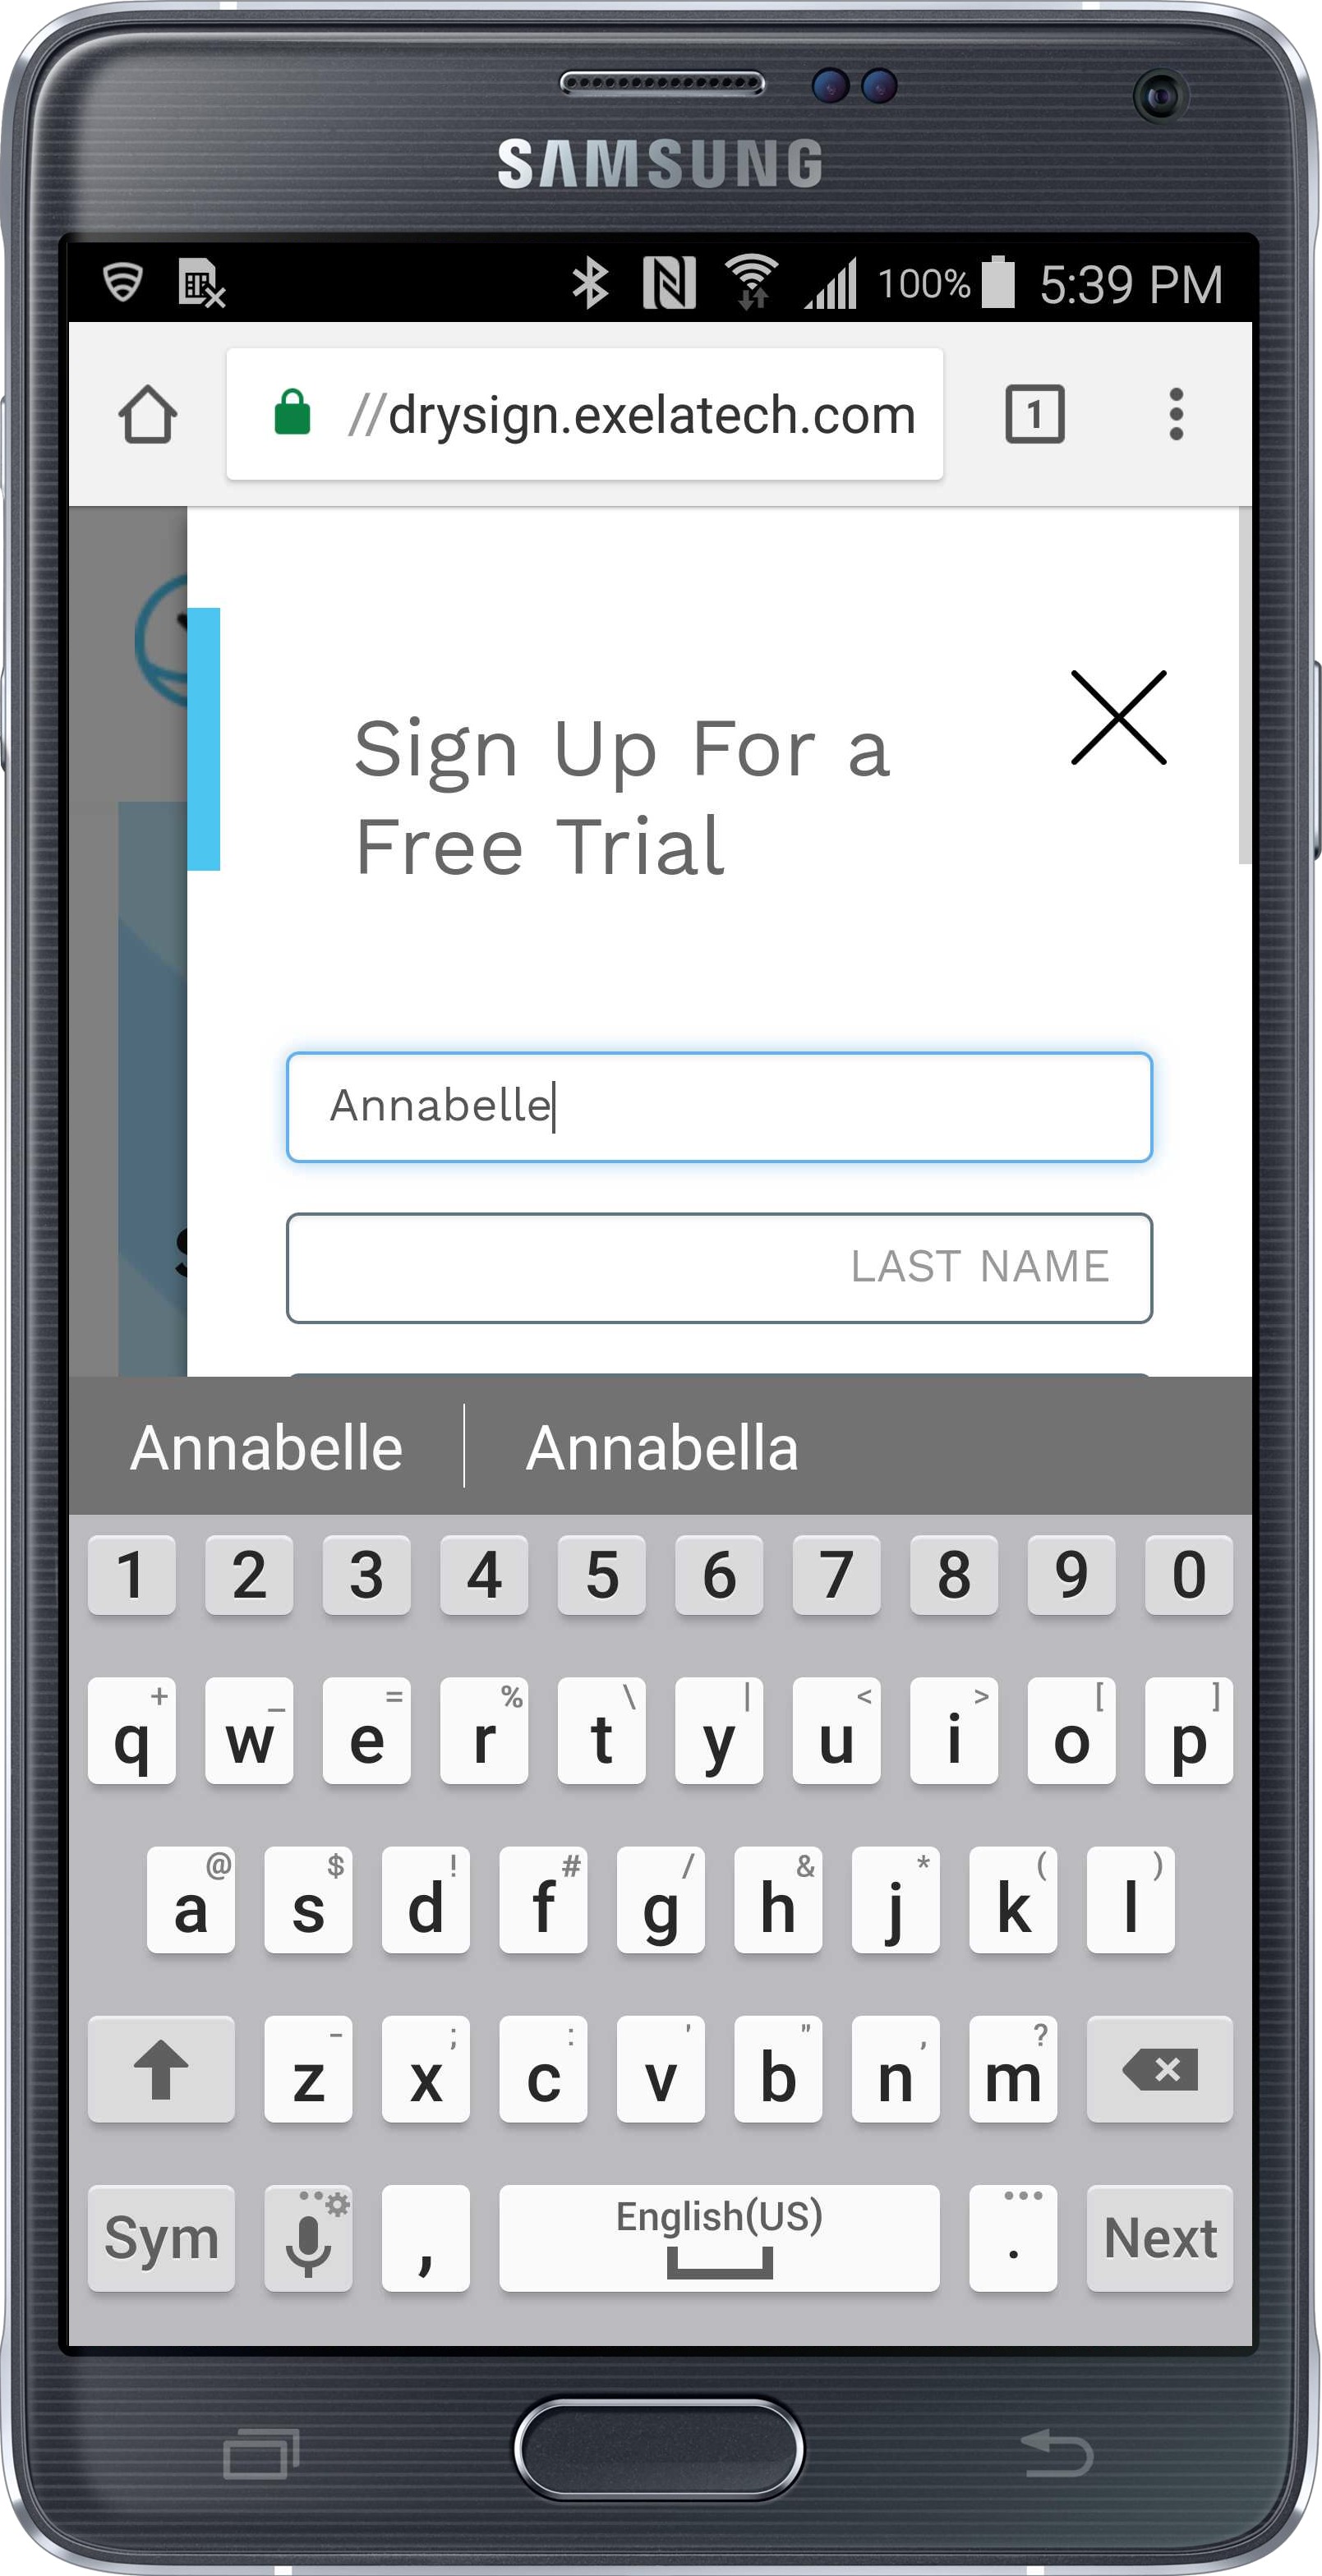 SAMSUNG
100% 5:39 PM
//drysign.exelatech.com 1
Sign Up For a
Free Trial
Annabelle
LAST NAME
Annabelle Annabella
1 2 3 4 5 6 7 8 9 0
+ _ = % \ | < > [ ]
q w e r t y u i o p
@ $ ! # / & * ( )
a s d f g h j k l
- ; : ' " , ?
z x c v b n m
Sym , English(US) . Next